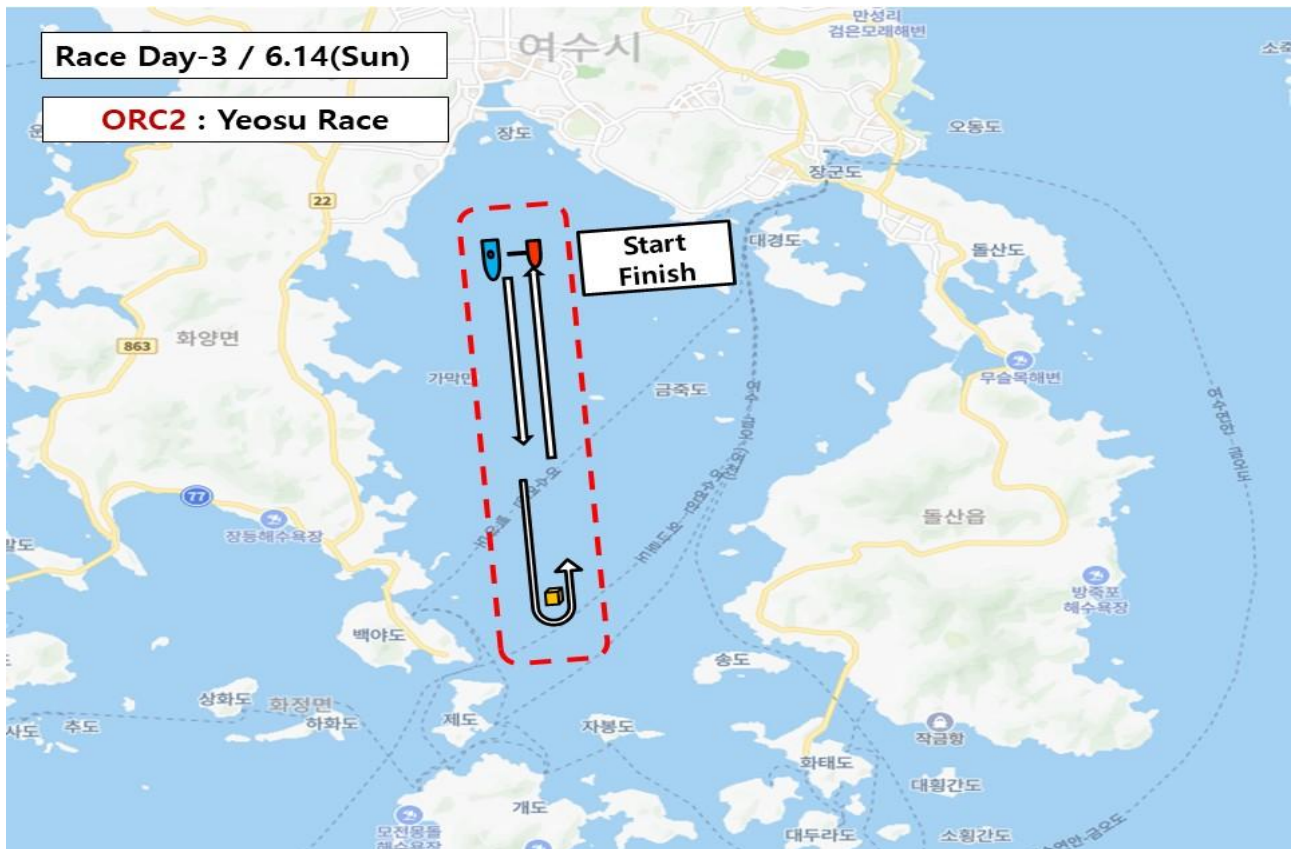 Race Day-3 / 6.14(Sun)
ORC2 : Yeosu Race
여수시
만성리
검은모래해변
오동도
장도
장군도
22
Start
Finish
대경도
돌산도
863
화양면
가막만
금죽도
무슬목해변
77
장등해수욕장
돌산읍
방죽포
해수욕장
백야도
송도
상화도
화정면
하화도
추도
제도
자봉도
작금항
화태도
대횡간도
개도
모전몽돌
해수욕장
대두라도
소횡간도